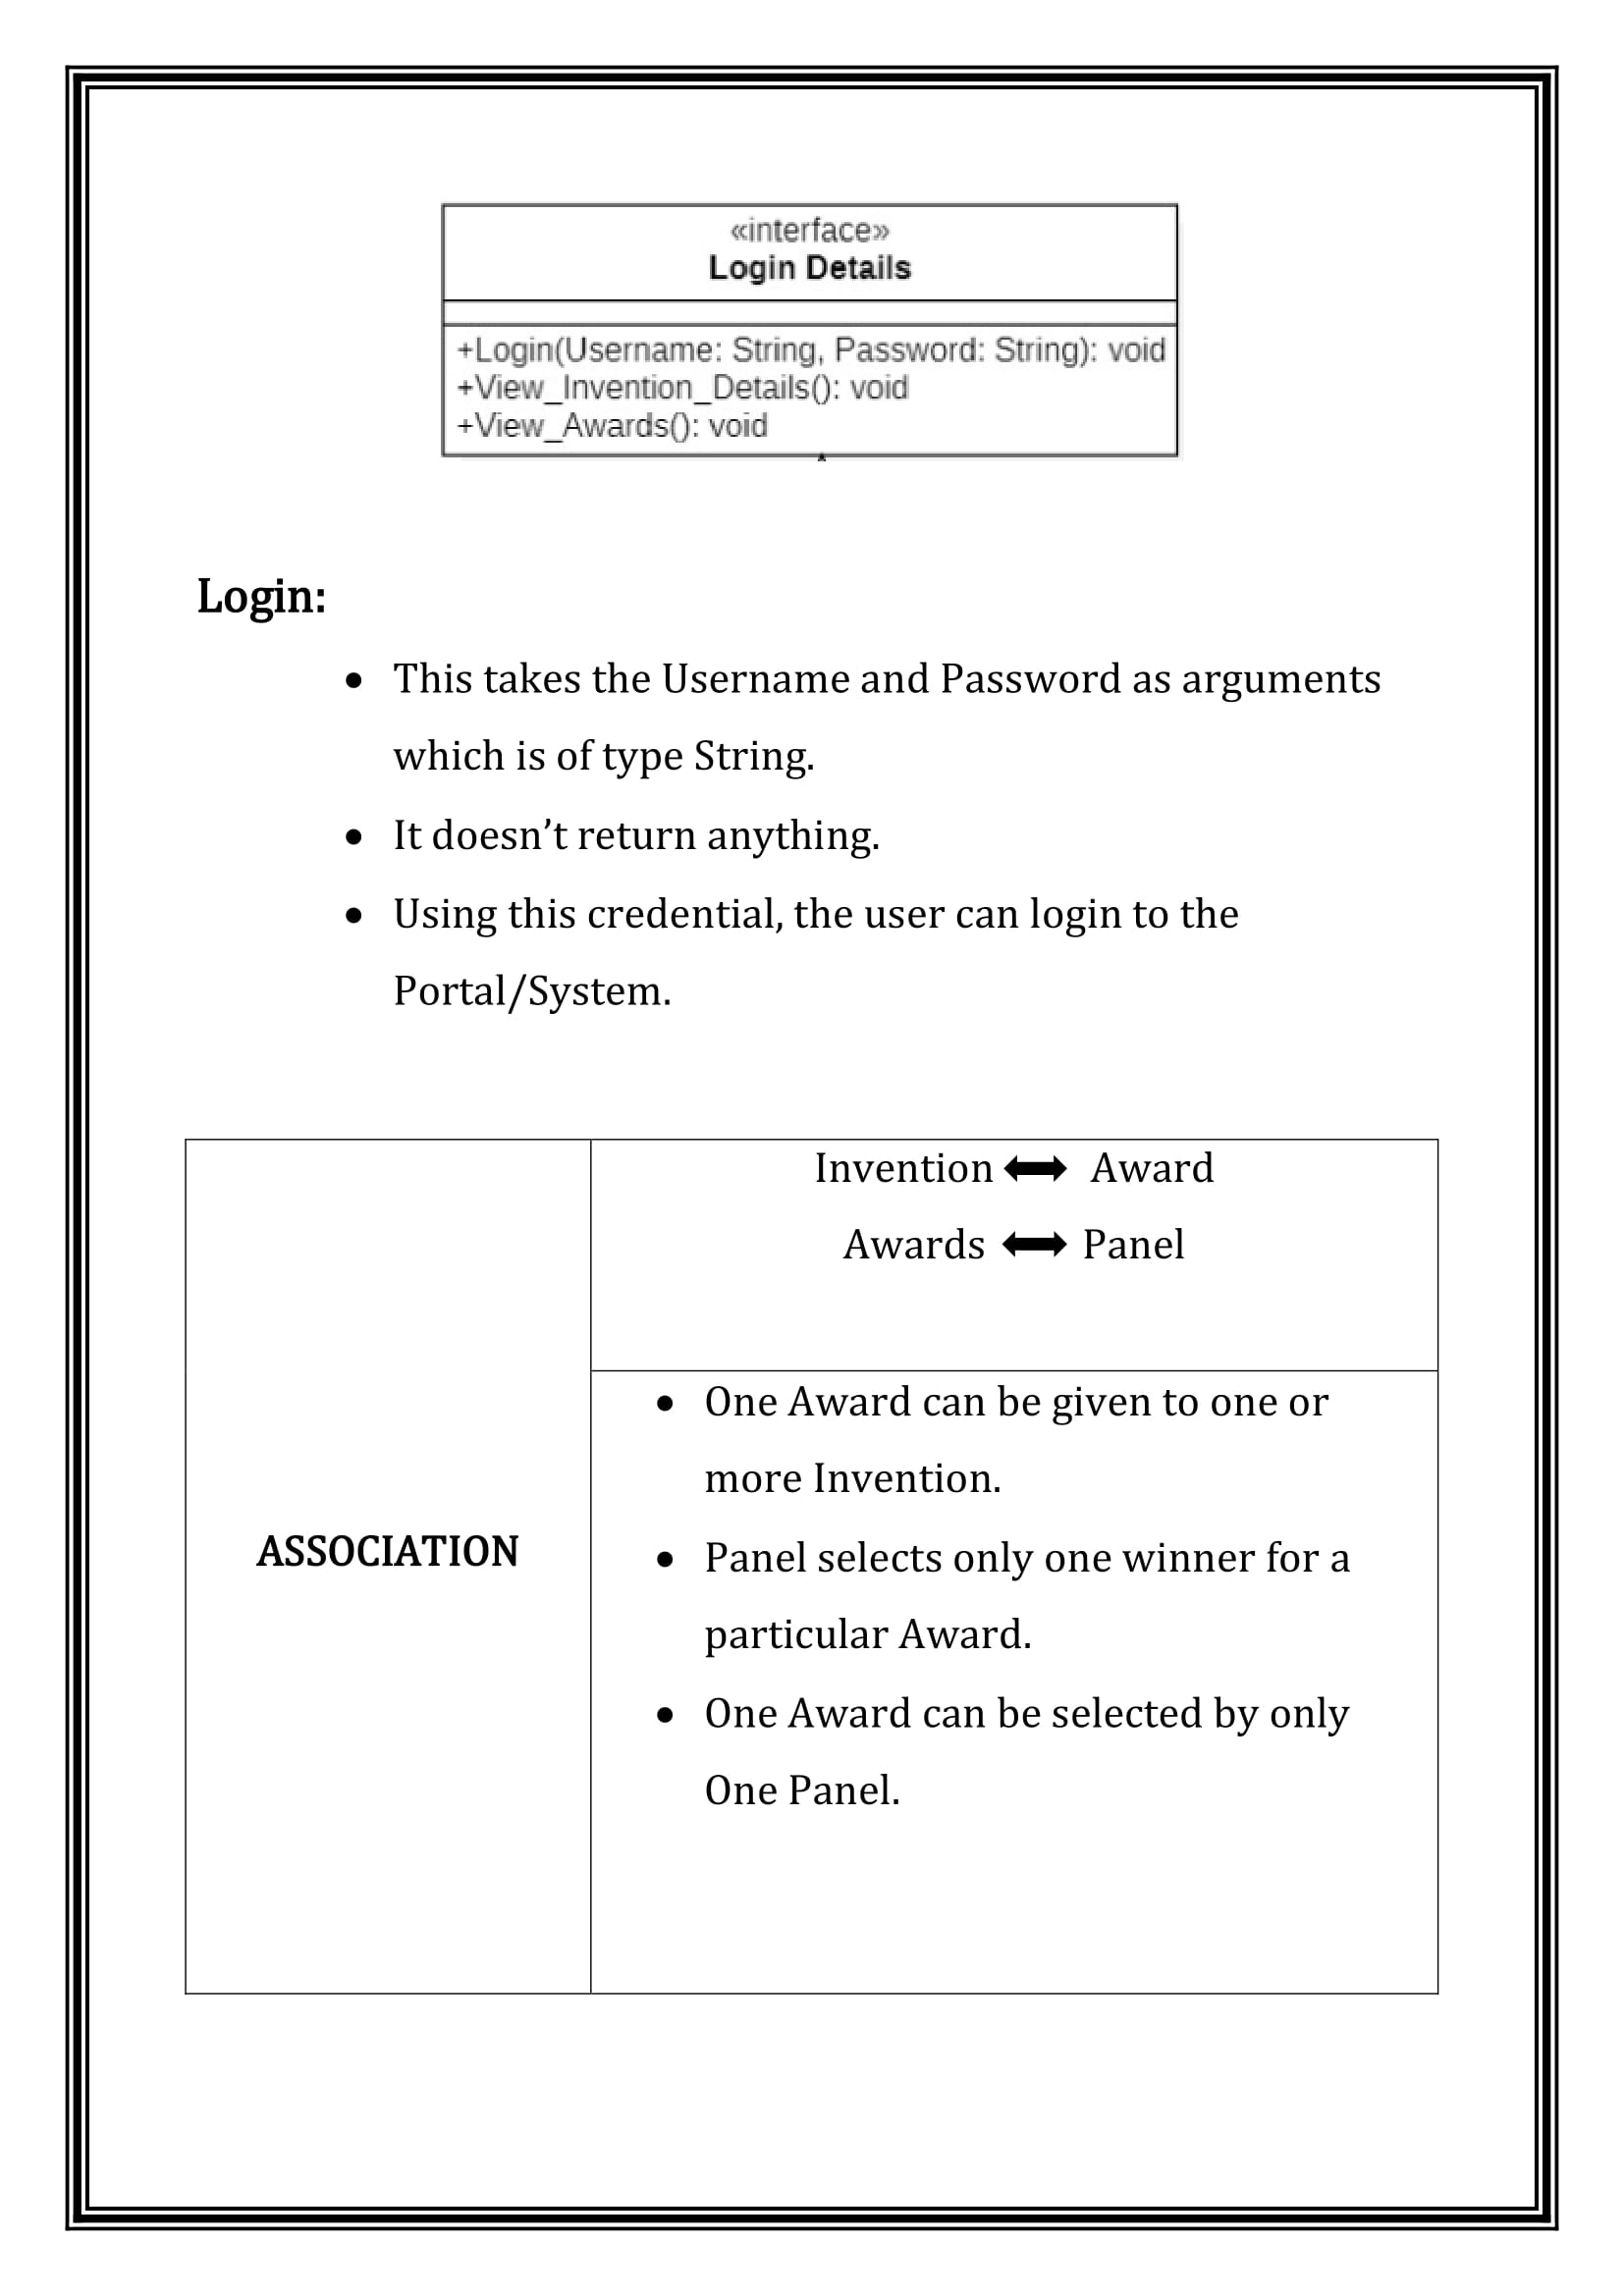 «interface»
Login Details
+Login(Username: String, Password: String): void
+View_Invention_Details(): void
+View_Awards(): void
Login:
• This takes the Username and Password as arguments
which is of type String.
• It doesn’t return anything.
• Using this credential, the user can login to the
Portal/System.
Invention ⬌ Award
Awards ⬌ Panel
ASSOCIATION
• One Award can be given to one or
more Invention.
• Panel selects only one winner for a
particular Award.
• One Award can be selected by only
One Panel.